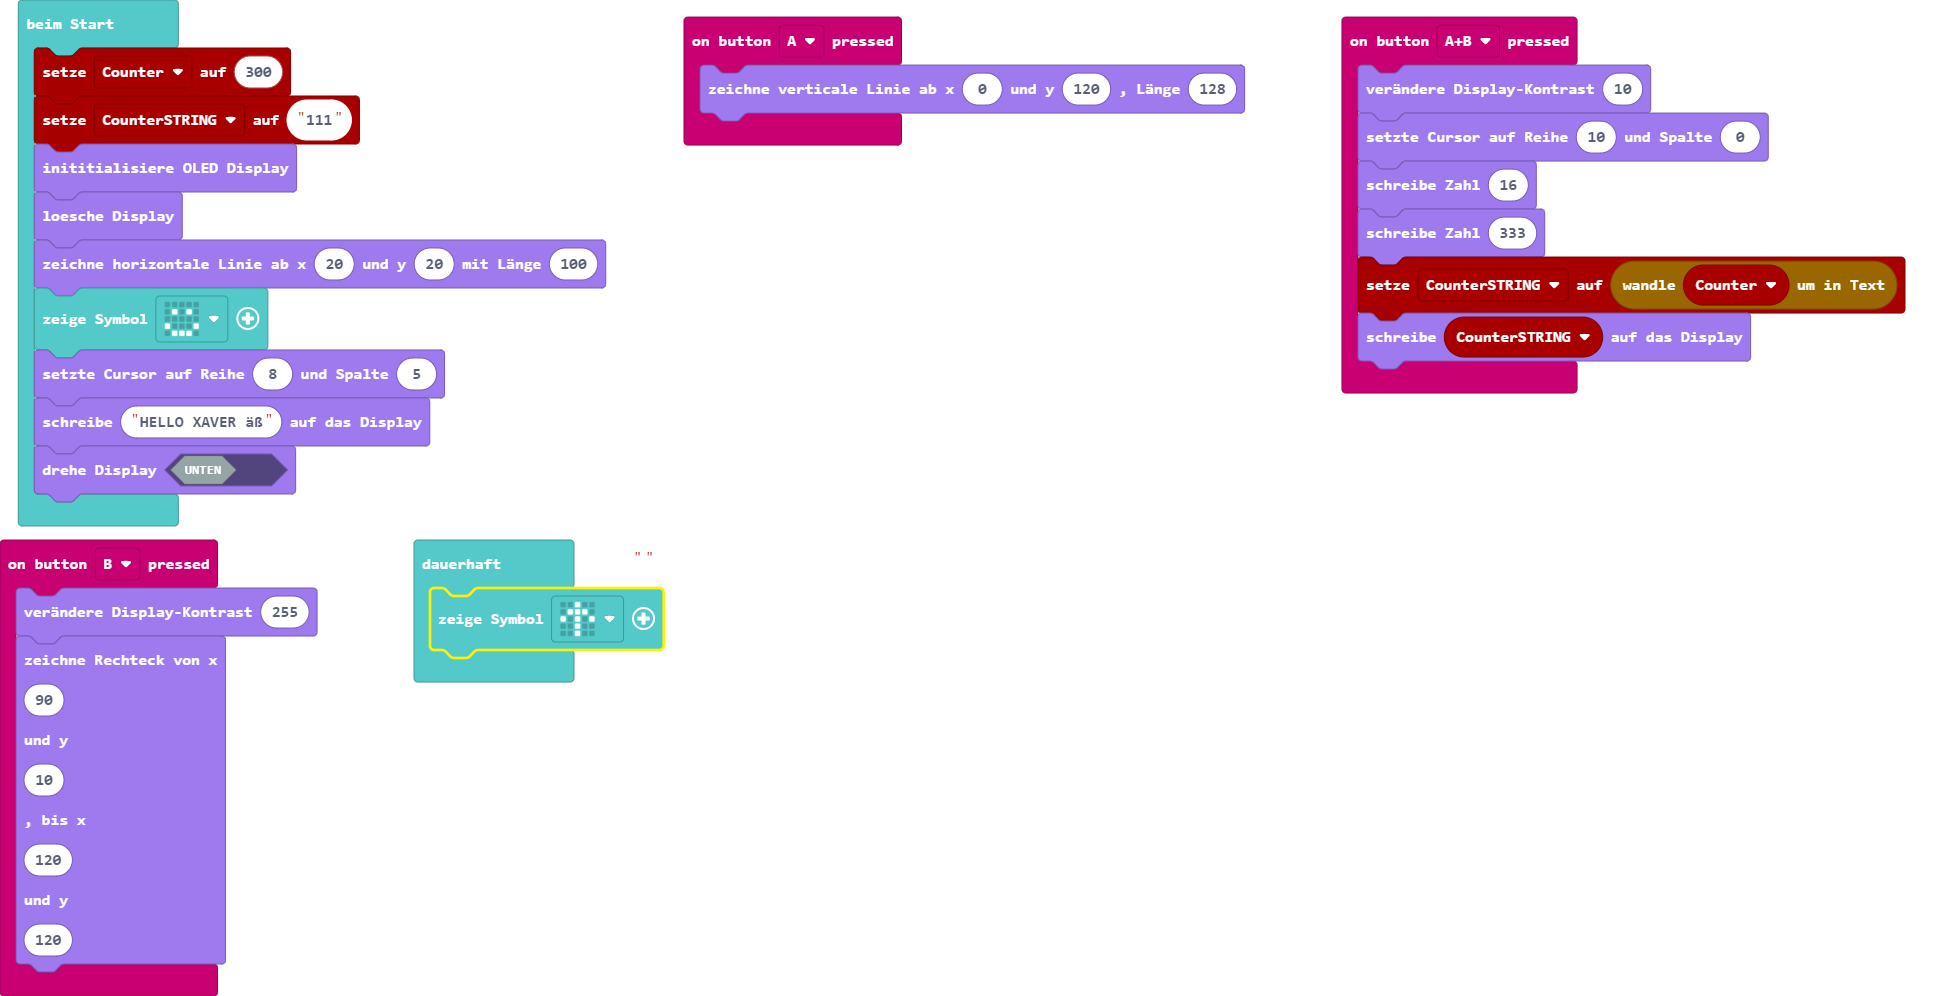 beim Start
setze Counter auf 300
setze CounterSTRING auf "111"
inititialisiere OLED Display
loesche Display
zeichne horizontale Linie ab x 20 und y 20 mit Länge 100
zeige Symbol
setzte Cursor auf Reihe 8 und Spalte 5
schreibe "HELLO XAVER äß" auf das Display
drehe Display UNTEN
on button A pressed
zeichne verticale Linie ab x 0 und y 120 , Länge 128
on button A+B pressed
verändere Display-Kontrast 10
setzte Cursor auf Reihe 10 und Spalte 0
schreibe Zahl 16
schreibe Zahl 333
setze CounterSTRING auf wandle Counter um in Text
schreibe CounterSTRING auf das Display
on button B pressed
verändere Display-Kontrast 255
zeichne Rechteck von x
90
und y
10
, bis x
120
und y
120
dauerhaft
" "
zeige Symbol